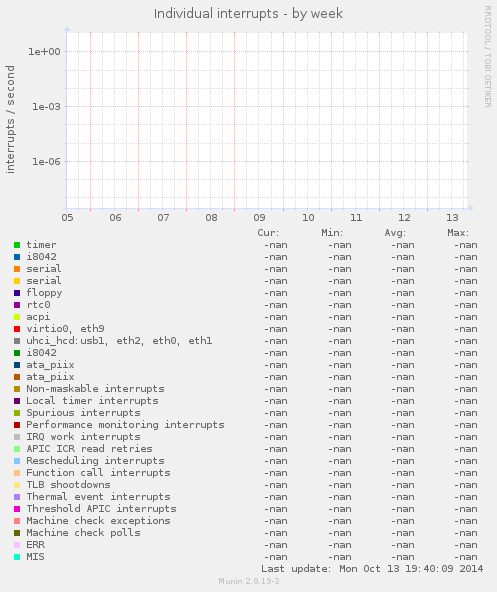 Individual interrupts - by week
RRDTOOL / TOBI OETIKER
interrupts / second
1e+00
1e-03
1e-06
05 06 07 08 09 10 11 12 13
Cur: Min: Avg: Max:
timer -nan -nan -nan -nan
i8042 -nan -nan -nan -nan
serial -nan -nan -nan -nan
serial -nan -nan -nan -nan
floppy -nan -nan -nan -nan
rtc0 -nan -nan -nan -nan
acpi -nan -nan -nan -nan
virtio0, eth9 -nan -nan -nan -nan
uhci_hcd:usb1, eth2, eth0, eth1 -nan -nan -nan -nan
i8042 -nan -nan -nan -nan
ata_piix -nan -nan -nan -nan
ata_piix -nan -nan -nan -nan
Non-maskable interrupts -nan -nan -nan -nan
Local timer interrupts -nan -nan -nan -nan
Spurious interrupts -nan -nan -nan -nan
Performance monitoring interrupts -nan -nan -nan -nan
IRQ work interrupts -nan -nan -nan -nan
APIC ICR read retries -nan -nan -nan -nan
Rescheduling interrupts -nan -nan -nan -nan
Function call interrupts -nan -nan -nan -nan
TLB shootdowns -nan -nan -nan -nan
Thermal event interrupts -nan -nan -nan -nan
Threshold APIC interrupts -nan -nan -nan -nan
Machine check exceptions -nan -nan -nan -nan
Machine check polls -nan -nan -nan -nan
ERR -nan -nan -nan -nan
MIS -nan -nan -nan -nan
Last update: Mon Oct 13 19:40:09 2014
Munin 2.0.19-3